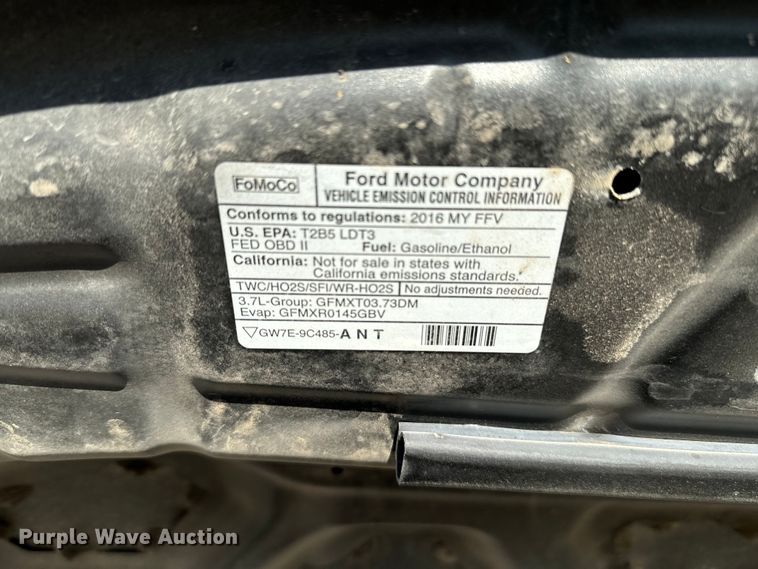 FoMoCo
Ford Motor Company
VEHICLE EMISSION CONTROL INFORMATION
Conforms to regulations: 2016 MY FFV
U.S. EPA: T2B5 LDT3
FED OBD II Fuel: Gasoline/Ethanol
California: Not for sale in states with
California emissions standards.
TWC/HO2S/SFI/WR-HO2S No adjustments needed.
3.7L-Group: GFMXT03.73DM
Evap: GFMXR0145GBV
GW7E-9C485-A N T
Purple Wave Auction